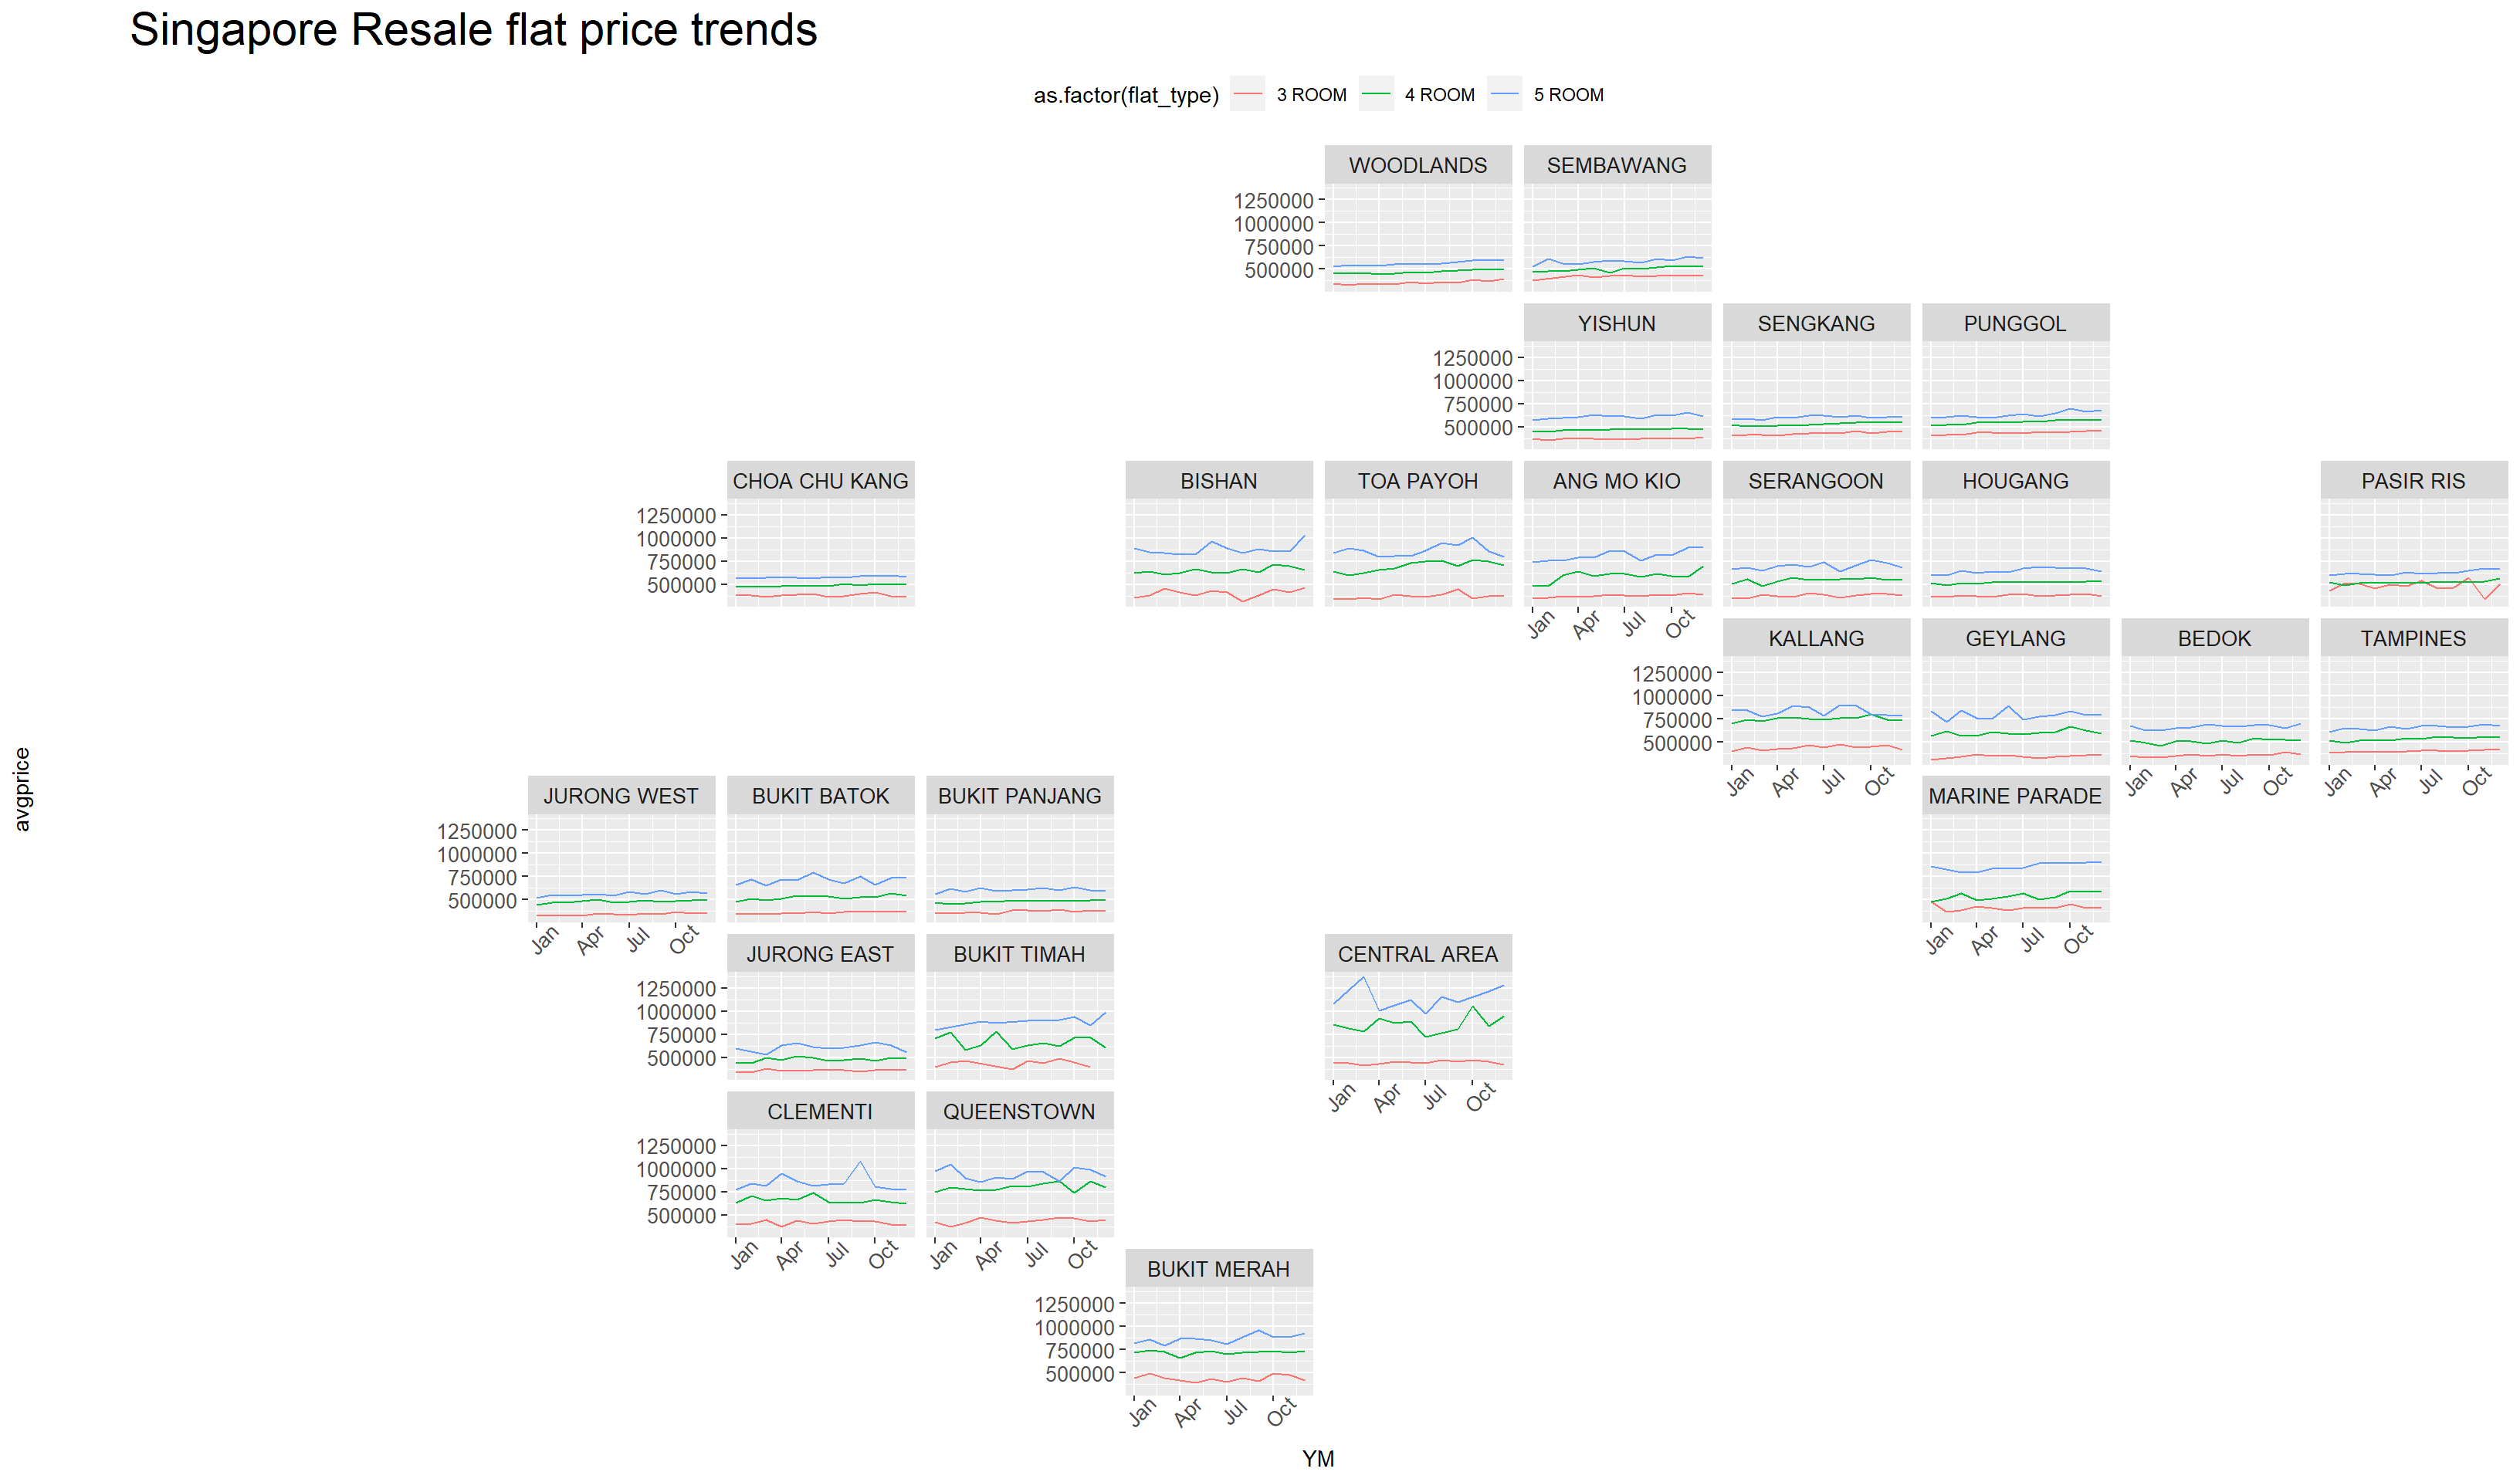 Singapore Resale flat price trends
as.factor(flat_type) 3 ROOM 4 ROOM 5 ROOM
WOODLANDS SEMBAWANG
1250000
1000000
750000
500000
YISHUN SENGKANG PUNGGOL
1250000
1000000
750000
500000
CHOA CHU KANG BISHAN TOA PAYOH ANG MO KIO SERANGOON HOUGANG PASIR RIS
1250000
1000000
750000
500000
Jan Apr Jul Oct
KALLANG GEYLANG BEDOK TAMPINES
1250000
1000000
750000
500000
Jan Apr Jul Oct Jan Apr Jul Oct Jan Apr Jul Oct
avgprice
JURONG WEST BUKIT BATOK BUKIT PANJANG MARINE PARADE
1250000
1000000
750000
500000
Jan Apr Jul Oct Jan Apr Jul Oct
JURONG EAST BUKIT TIMAH CENTRAL AREA
1250000
1000000
750000
500000
Jan Apr Jul Oct
CLEMENTI QUEENSTOWN
1250000
1000000
750000
500000
Jan Apr Jul Oct Jan Apr Jul Oct
BUKIT MERAH
1250000
1000000
750000
500000
Jan Apr Jul Oct
YM